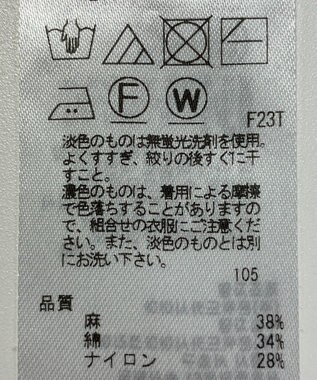 F W
F23T
淡色のものは無蛍光洗剤を使用。
よくすすぎ、絞りの後すぐに干
すこと。
濃色のものは、着用による摩擦
で色落ちすることがありますの
で、組合せの衣服にご注意くだ
さい。また、淡色のものとは別
にお洗い下さい。
105
品質
麻 38%
綿 34%
ナイロン 28%